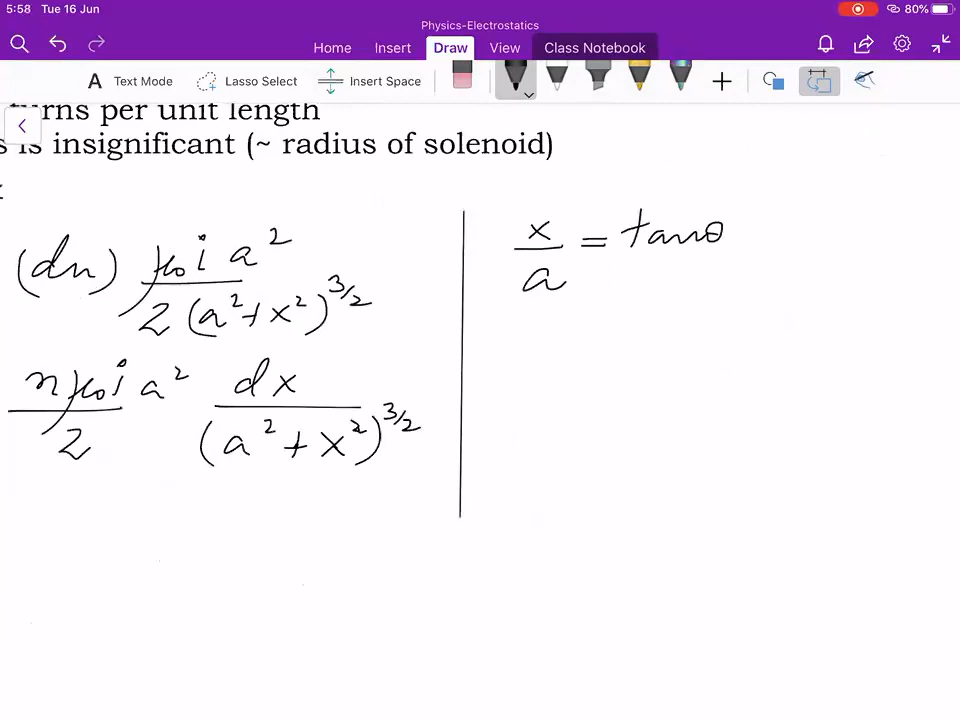 5:58 Tue 16 Jun
80%
Physics-Electrostatics
Home Insert Draw View Class Notebook
Text Mode Lasso Select Insert Space
turns per unit length
s is insignificant (~ radius of solenoid)
(dn) μ₀ i a² / 2 (a² + x²)^3/2
n μ₀ i a² / 2 dx / (a² + x²)^3/2
x / a = tanθ